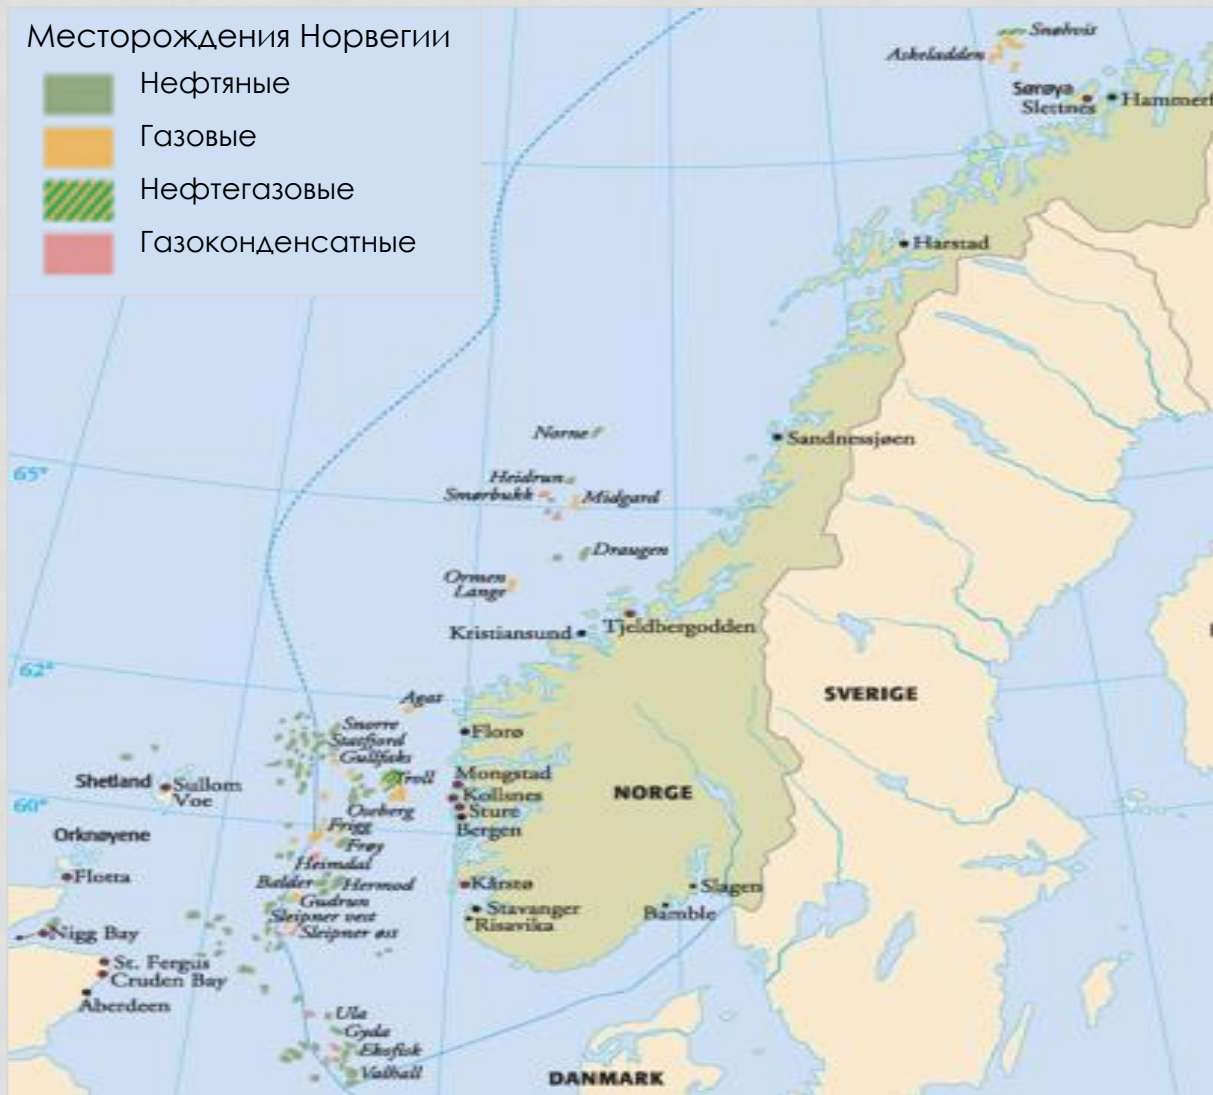 Месторождения Норвегии
Нефтяные
Газовые
Нефтегазовые
Газоконденсатные
Snøhvit
Askeladden
Sørøya
Slettnes
Hammerf
Harstad
Norne
Sandnessjøen
65°
Heidrun
Smørbukk
Midgard
Draugen
Ormen
Lange
Kristiansund
Tjeldbergodden
62°
SVERIGE
Agat
Snorre
Statfjord
Gullfaks
Florø
Shetland
Sullom
Voe
Troll
Mongstad
Kollsnes
Sture
Bergen
NORGE
60°
Oseberg
Frigg
Frøy
Orknøyene
Heimdal
Flotta
Balder
Hermod
Kårstø
Slagen
Gudrun
Sleipner vest
Sleipner øst
Stavanger
Risavika
Bamble
Nigg Bay
St. Fergus
Cruden Bay
Aberdeen
Ula
Gyda
Ekofisk
Valhall
DANMARK